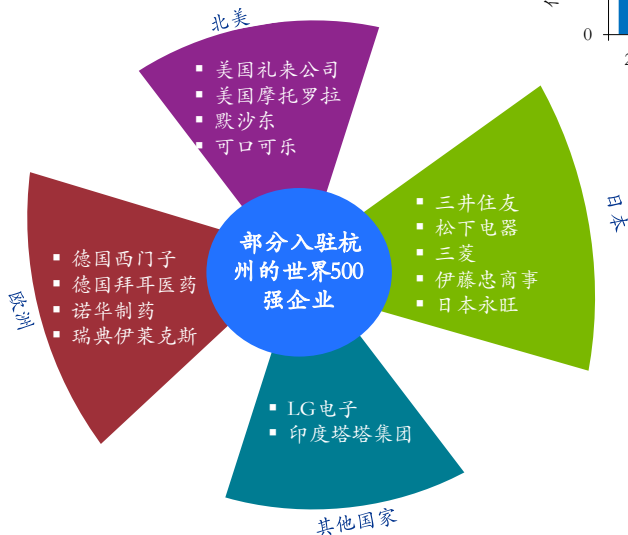 北美
美国礼来公司
美国摩托罗拉
默沙东
可口可乐
日本
三井住友
松下电器
三菱
伊藤忠商事
日本永旺
部分入驻杭
州的世界500
强企业
欧洲
德国西门子
德国拜耳医药
诺华制药
瑞典伊莱克斯
LG电子
印度塔塔集团
其他国家
0